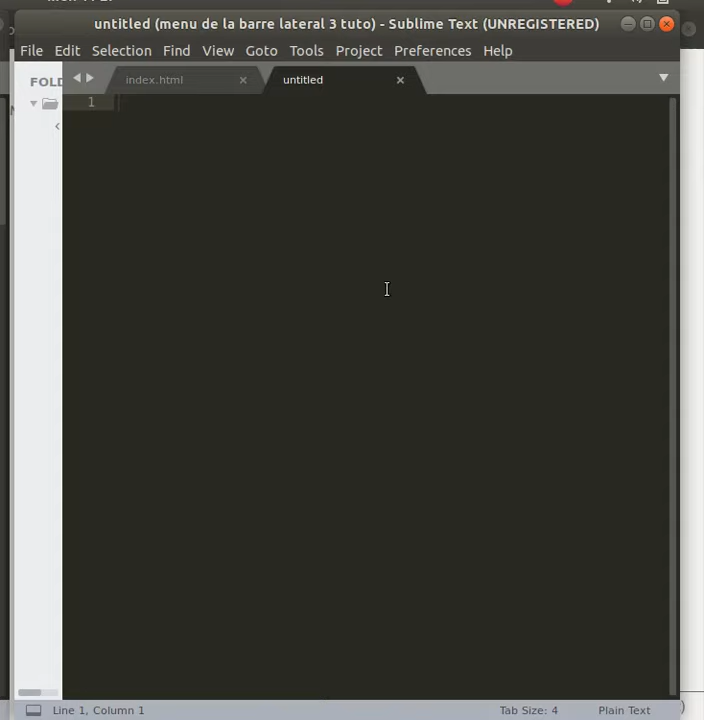 untitled (menu de la barre lateral 3 tuto) - Sublime Text (UNREGISTERED)
File Edit Selection Find View Goto Tools Project Preferences Help
FOLD
index.html
untitled
1
Line 1, Column 1
Tab Size: 4
Plain Text